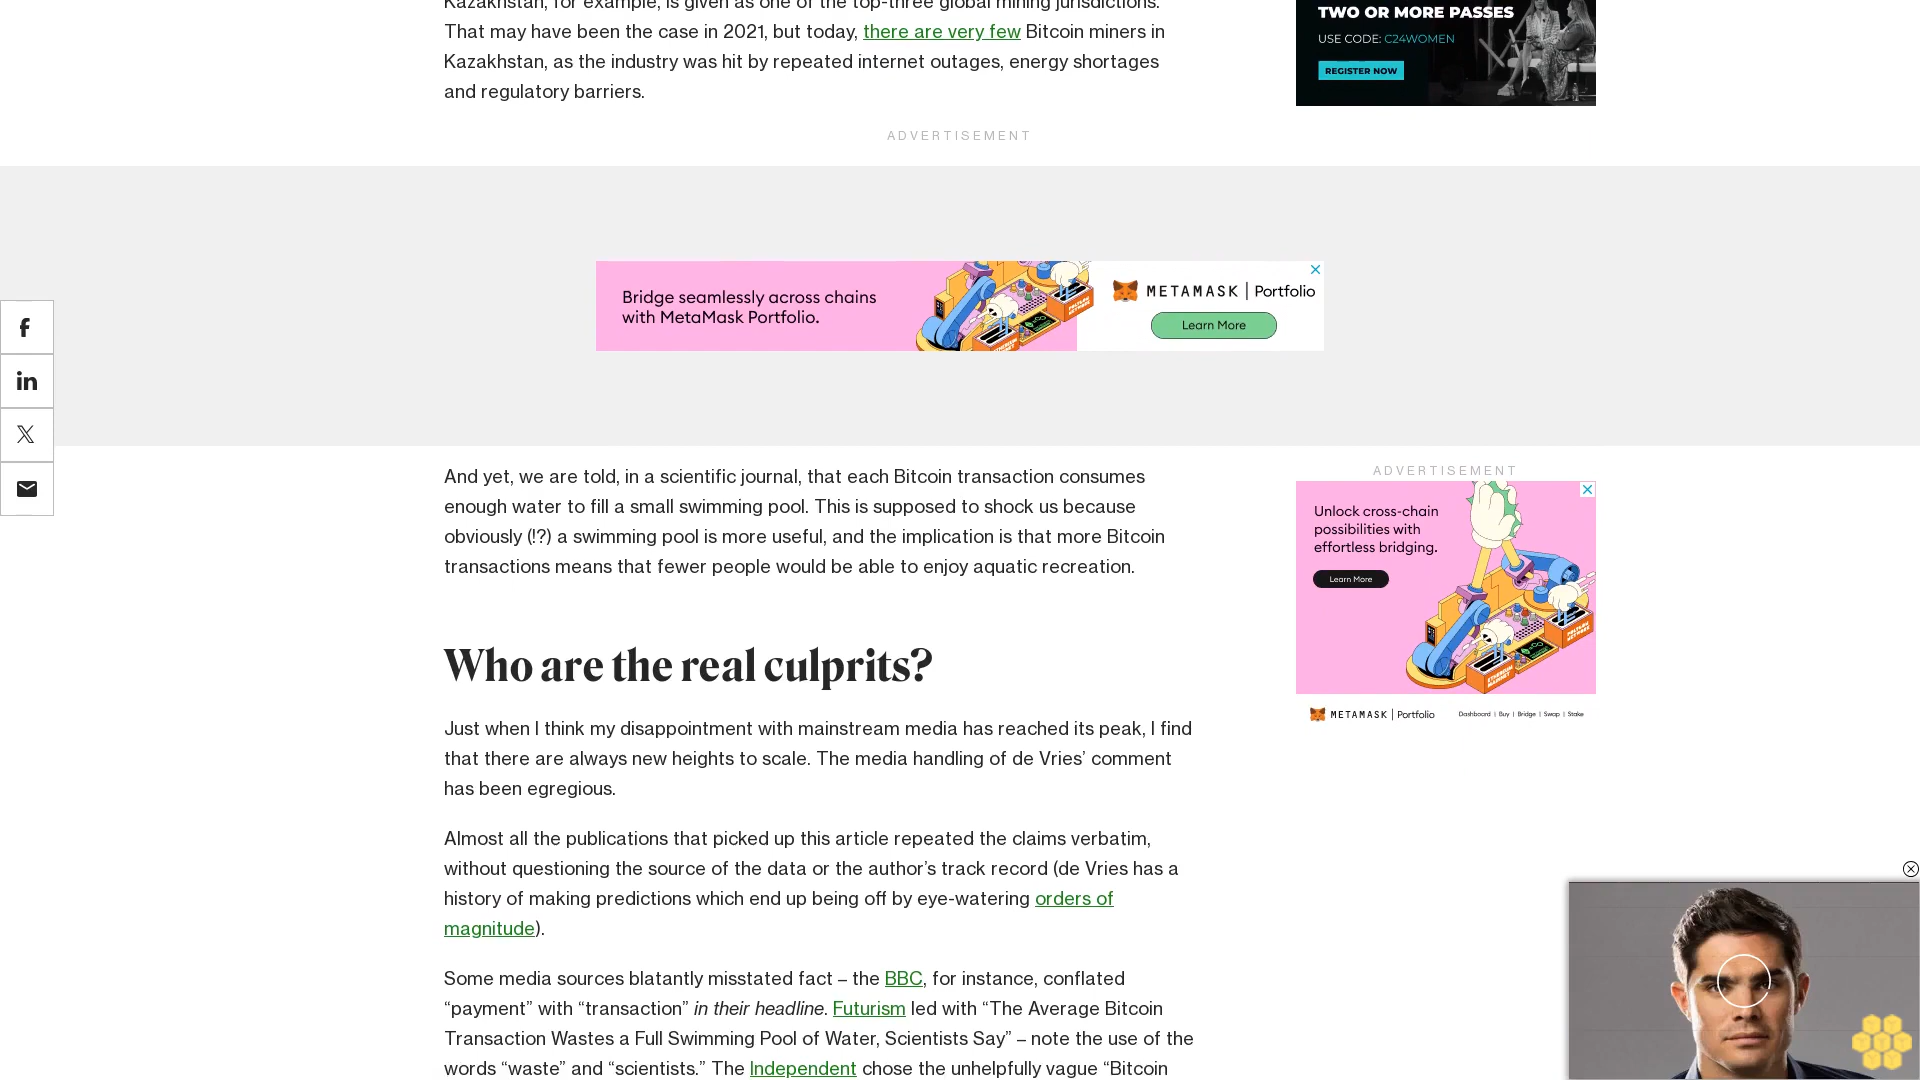 Kazakhstan, for example, is given as one of the top-three global mining jurisdictions.
That may have been the case in 2021, but today, there are very few Bitcoin miners in
Kazakhstan, as the industry was hit by repeated internet outages, energy shortages
and regulatory barriers.
TWO OR MORE PASSES
USE CODE: C24WOMEN
REGISTER NOW
ADVERTISEMENT
Bridge seamlessly across chains
with MetaMask Portfolio.
METAMASK | Portfolio
Learn More
And yet, we are told, in a scientific journal, that each Bitcoin transaction consumes
enough water to fill a small swimming pool. This is supposed to shock us because
obviously (!?) a swimming pool is more useful, and the implication is that more Bitcoin
transactions means that fewer people would be able to enjoy aquatic recreation.
ADVERTISEMENT
Unlock cross-chain
possibilities with
effortless bridging.
Learn More
METAMASK | Portfolio
Dashboard | Buy | Bridge | Swap | Stake
Who are the real culprits?
Just when I think my disappointment with mainstream media has reached its peak, I find
that there are always new heights to scale. The media handling of de Vries’ comment
has been egregious.
Almost all the publications that picked up this article repeated the claims verbatim,
without questioning the source of the data or the author’s track record (de Vries has a
history of making predictions which end up being off by eye-watering orders of
magnitude).
Some media sources blatantly misstated fact – the BBC, for instance, conflated
“payment” with “transaction” in their headline. Futurism led with “The Average Bitcoin
Transaction Wastes a Full Swimming Pool of Water, Scientists Say” – note the use of the
words “waste” and “scientists.” The Independent chose the unhelpfully vague “Bitcoin